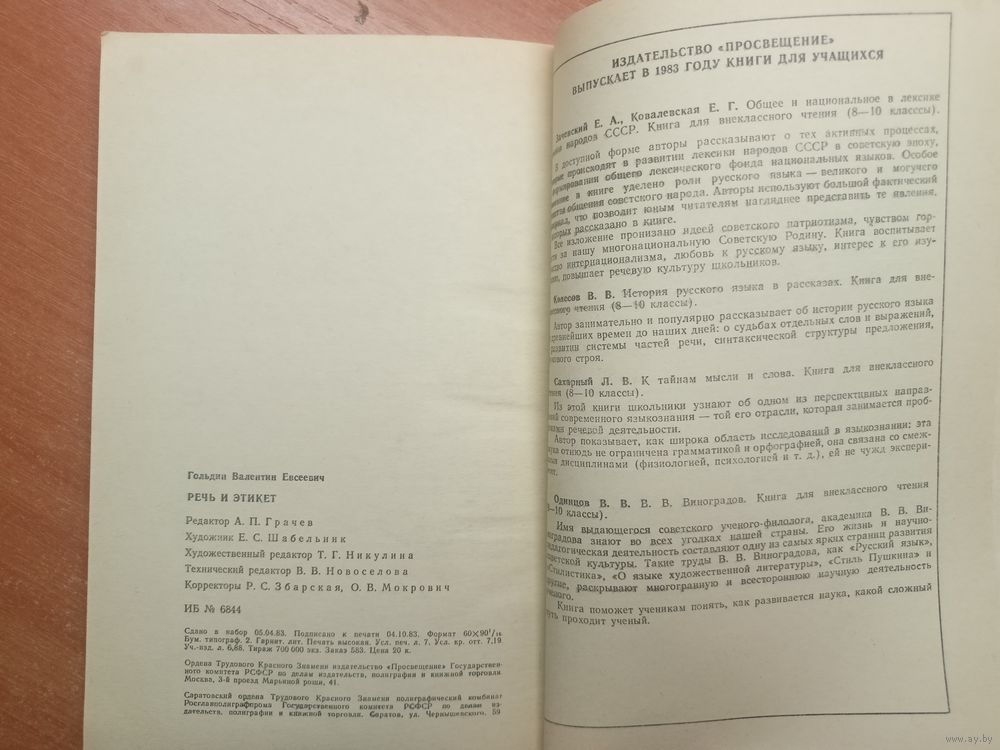 Гольдин Валентин Евсеевич
РЕЧЬ И ЭТИКЕТ
Редактор А. П. Грачев
Художник Е. С. Шабельник
Художественный редактор Т. Г. Никулина
Технический редактор В. В. Новоселова
Корректоры Р. С. Збарская, О. В. Мокрович
ИБ № 6844
Сдано в набор 05.04.83. Подписано к печати 04.10.83. Формат 60×90¹/₁₆
Бум. типограф. 2. Гарнит. лит. Печать высокая. Усл. печ. л. 7. Усл. кр. отт. 7,19.
Уч.-изд. л. 6,88. Тираж 700 000 экз. Заказ 583. Цена 20 к.
Ордена Трудового Красного Знамени издательство «Просвещение» Государствен-
ного комитета РСФСР по делам издательств, полиграфии и книжной торговли
Москва, 3-й проезд Марьиной рощи, 41.
Саратовский ордена Трудового Красного Знамени полиграфический комбинат
Росглавполиграфпрома Государственного комитета РСФСР по делам из-
дательств, полиграфии и книжной торговли. Саратов, ул. Чернышевского, 59
ИЗДАТЕЛЬСТВО «ПРОСВЕЩЕНИЕ»
ВЫПУСКАЕТ В 1983 ГОДУ КНИГИ ДЛЯ УЧАЩИХСЯ
Е. А., Ковалевская Е. Г. Общее и национальное в лексике
народов СССР. Книга для внеклассного чтения (8—10 классы).
В доступной форме авторы рассказывают о тех активных процессах,
происходят в развитии лексики народов СССР в советскую эпоху,
формировании общего лексического фонда национальных языков. Особое
в книге уделено роли русского языка — великого и могучего
общения советского народа. Авторы используют большой фактический
что позволит юным читателям нагляднее представить те явления,
рассказано в книге.
Все изложение пронизано идеей советского патриотизма, чувством гор-
сти за нашу многонациональную Советскую Родину. Книга воспитывает
интернационализма, любовь к русскому языку, интерес к его изу-
повышает речевую культуру школьников.
Колесов В. В. История русского языка в рассказах. Книга для вне-
чтения (8—10 классы).
Автор занимательно и популярно рассказывает об истории русского языка
древнейших времен до наших дней: о судьбах отдельных слов и выражений,
развитии системы частей речи, синтаксической структуры предложения,
строя.
Сахарный Л. В. К тайнам мысли и слова. Книга для внеклассного
чтения (8—10 классы).
Из этой книги школьники узнают об одном из перспективных направ-
современного языкознания — той его отрасли, которая занимается проб-
речевой деятельности.
Автор показывает, как широка область исследований в языкознании: эта
отнюдь не ограничена грамматикой и орфографией, она связана со смеж-
дисциплинами (физиологией, психологией и т. д.), ей не чужд экспери-
Одинцов В. В. В. В. Виноградов. Книга для внеклассного чтения
(8—10 классы).
Имя выдающегося советского ученого-филолога, академика В. В. Ви-
ноградова знают во всех уголках нашей страны. Его жизнь и научно-
педагогическая деятельность составляют одну из самых ярких страниц развития
советской культуры. Такие труды В. В. Виноградова, как «Русский язык»,
«Стилистика», «О языке художественной литературы», «Стиль Пушкина» и
другие, раскрывают многогранную и всестороннюю научную деятельность
Книга поможет ученикам понять, как развивается наука, какой сложный
путь проходит ученый.
www.ay.by